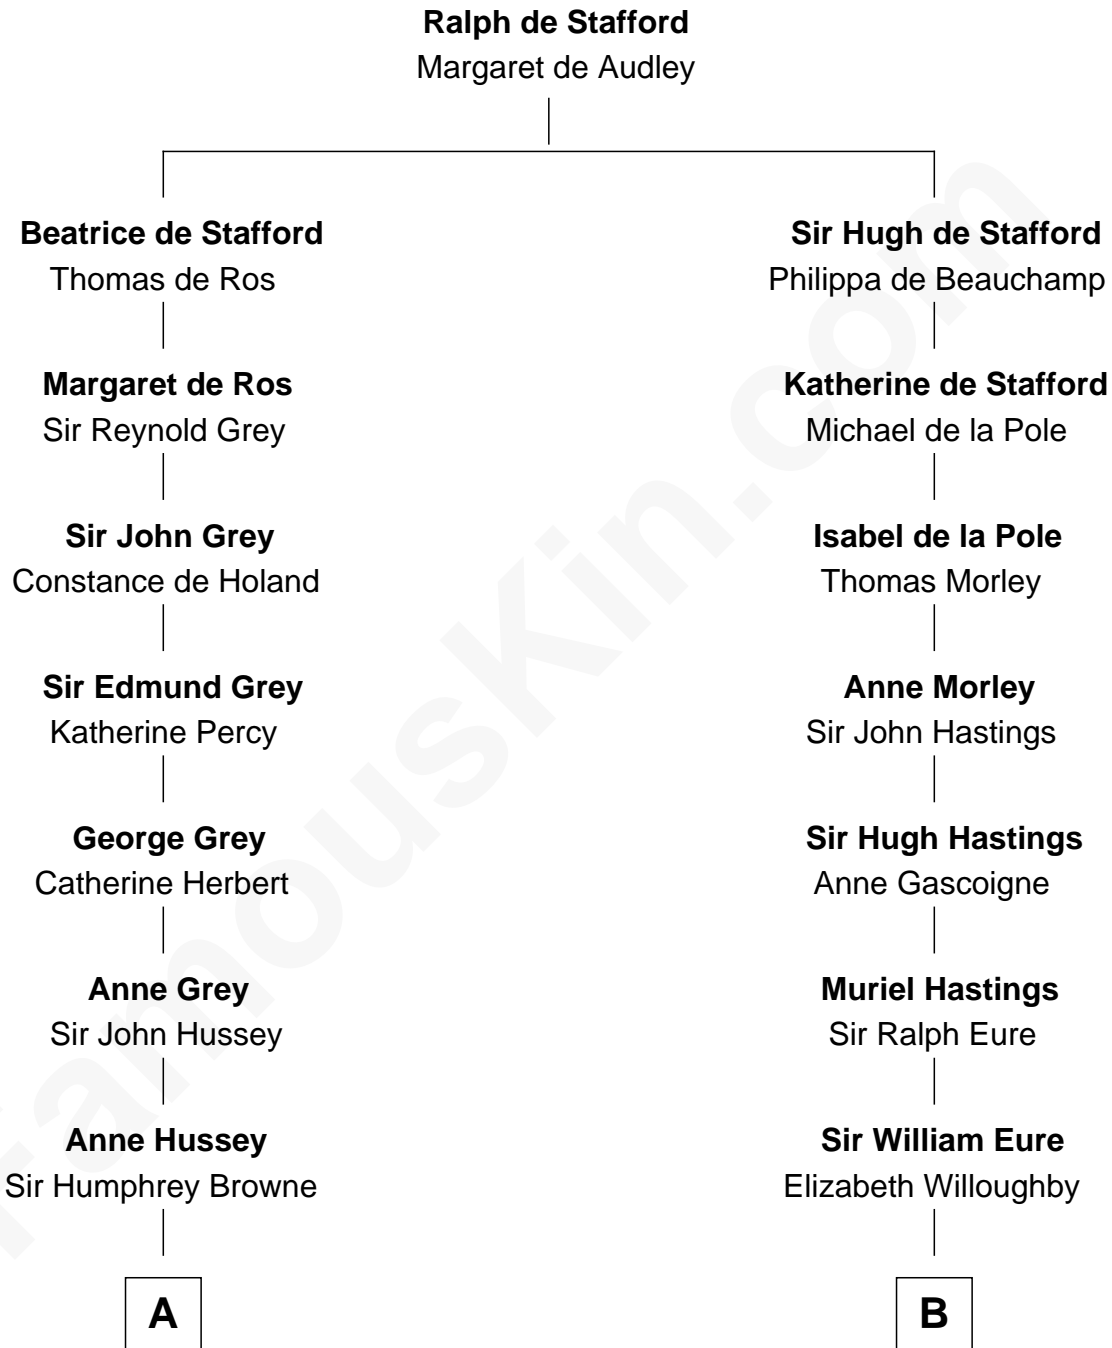 Ralph de Stafford
Margaret de Audley
Beatrice de Stafford
Thomas de Ros
Margaret de Ros
Sir Reynold Grey
Sir John Grey
Constance de Holand
Sir Edmund Grey
Katherine Percy
George Grey
Catherine Herbert
Anne Grey
Sir John Hussey
Anne Hussey
Sir Humphrey Browne
A
Sir Hugh de Stafford
Philippa de Beauchamp
Katherine de Stafford
Michael de la Pole
Isabel de la Pole
Thomas Morley
Anne Morley
Sir John Hastings
Sir Hugh Hastings
Anne Gascoigne
Muriel Hastings
Sir Ralph Eure
Sir William Eure
Elizabeth Willoughby
B
FamousKin.com